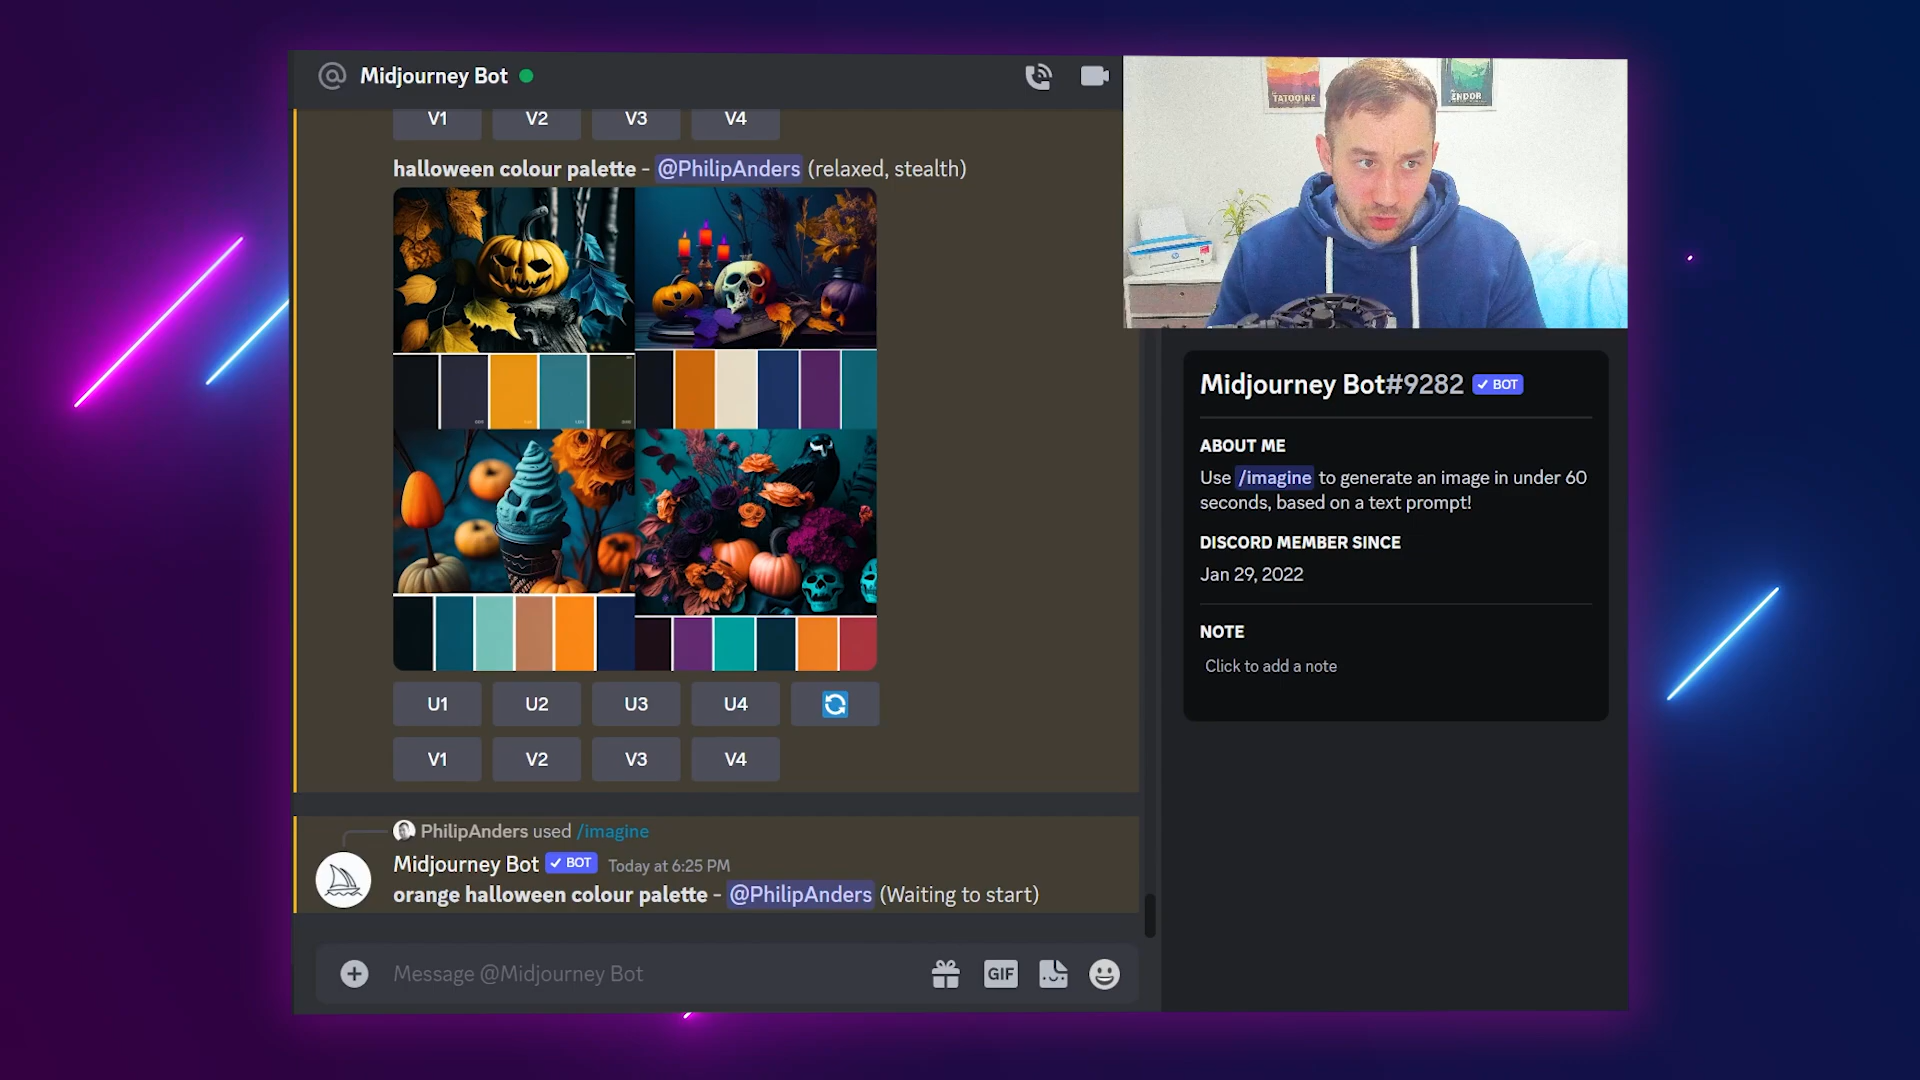 Midjourney Bot
V1 V2 V3 V4
halloween colour palette - @PhilipAnders (relaxed, stealth)
U1 U2 U3 U4
V1 V2 V3 V4
PhilipAnders used /imagine
Midjourney Bot BOT Today at 6:25 PM
orange halloween colour palette - @PhilipAnders (Waiting to start)
Message @Midjourney Bot
GIF
TATOOINE
ENDOR
hp
Midjourney Bot#9282 BOT
ABOUT ME
Use /imagine to generate an image in under 60
seconds, based on a text prompt!
DISCORD MEMBER SINCE
Jan 29, 2022
NOTE
Click to add a note